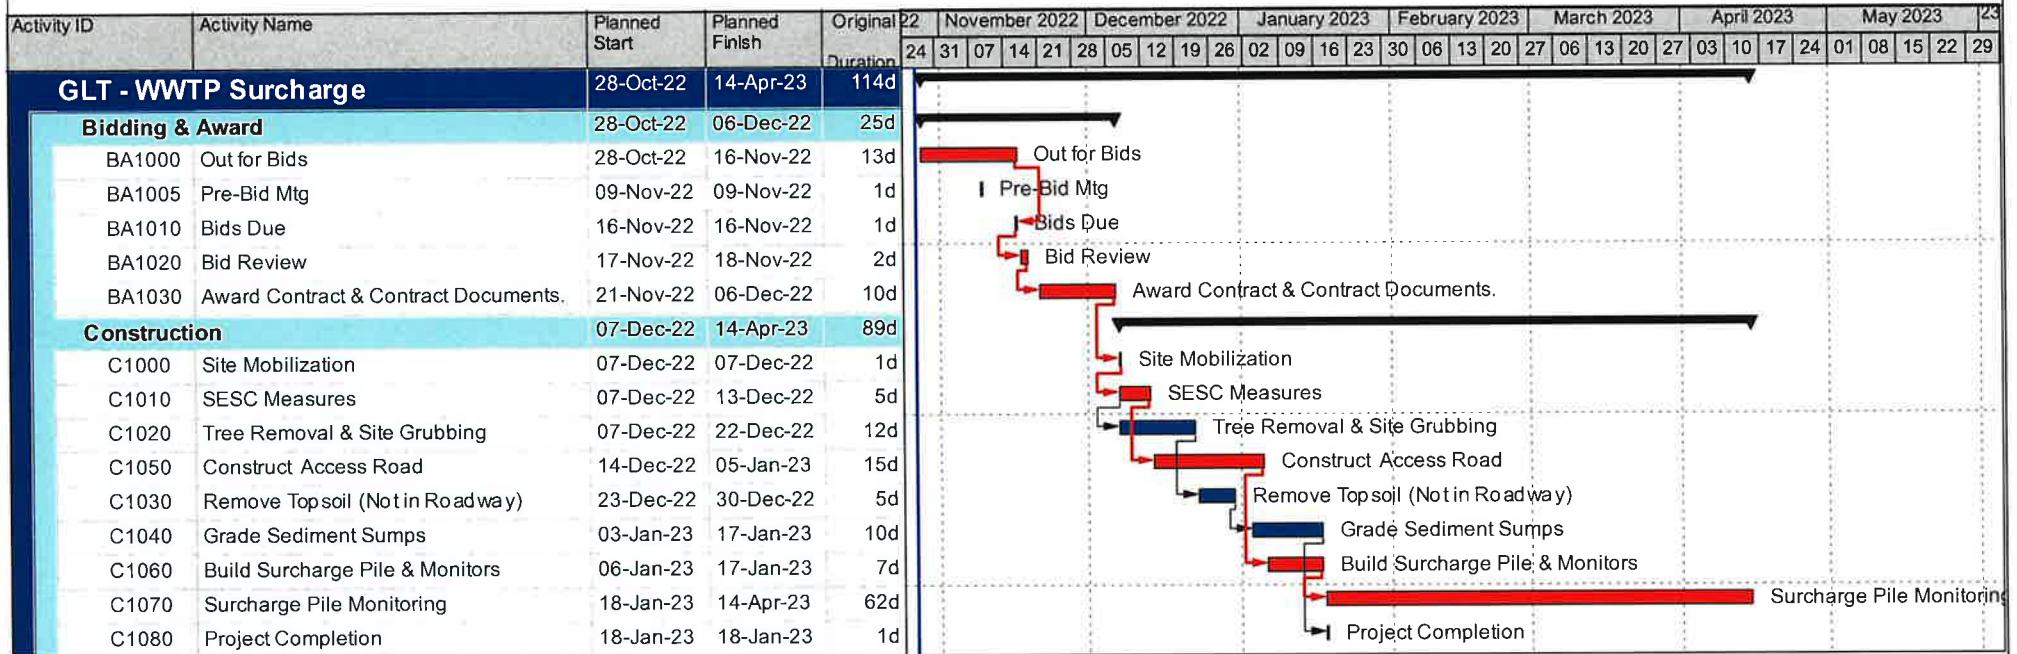 Activity ID Activity Name Planned Start Planned Finish Original Duration 22 November 2022 December 2022 January 2023 February 2023 March 2023 April 2023 May 2023 23
24 31 07 14 21 28 05 12 19 26 02 09 16 23 30 06 13 20 27 06 13 20 27 03 10 17 24 01 08 15 22 29
GLT - WWTP Surcharge 28-Oct-22 14-Apr-23 114d
Bidding & Award 28-Oct-22 06-Dec-22 25d
BA1000 Out for Bids 28-Oct-22 16-Nov-22 13d Out for Bids
BA1005 Pre-Bid Mtg 09-Nov-22 09-Nov-22 1d Pre-Bid Mtg
BA1010 Bids Due 16-Nov-22 16-Nov-22 1d Bids Due
BA1020 Bid Review 17-Nov-22 18-Nov-22 2d Bid Review
BA1030 Award Contract & Contract Documents. 21-Nov-22 06-Dec-22 10d Award Contract & Contract Documents.
Construction 07-Dec-22 14-Apr-23 89d
C1000 Site Mobilization 07-Dec-22 07-Dec-22 1d Site Mobilization
C1010 SESC Measures 07-Dec-22 13-Dec-22 5d SESC Measures
C1020 Tree Removal & Site Grubbing 07-Dec-22 22-Dec-22 12d Tree Removal & Site Grubbing
C1050 Construct Access Road 14-Dec-22 05-Jan-23 15d Construct Access Road
C1030 Remove Topsoil (Not in Roadway) 23-Dec-22 30-Dec-22 5d Remove Topsoil (Not in Roadway)
C1040 Grade Sediment Sumps 03-Jan-23 17-Jan-23 10d Grade Sediment Sumps
C1060 Build Surcharge Pile & Monitors 06-Jan-23 17-Jan-23 7d Build Surcharge Pile & Monitors
C1070 Surcharge Pile Monitoring 18-Jan-23 14-Apr-23 62d Surcharge Pile Monitoring
C1080 Project Completion 18-Jan-23 18-Jan-23 1d Project Completion